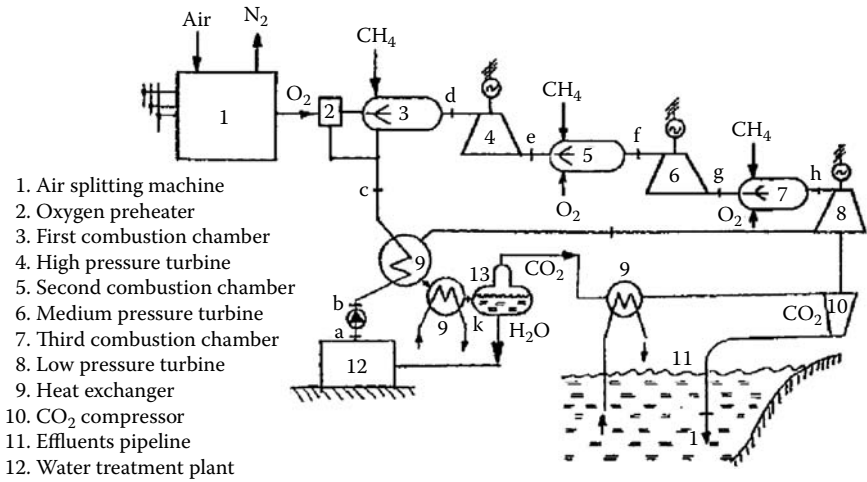 Air
N₂
CH₄
O₂
1
2
3
d
4
e
CH₄
5
f
O₂
6
g
CH₄
7
h
O₂
8
c
9
b
a
9
13
k
CO₂
H₂O
12
9
CO₂
10
11
1
1. Air splitting machine
2. Oxygen preheater
3. First combustion chamber
4. High pressure turbine
5. Second combustion chamber
6. Medium pressure turbine
7. Third combustion chamber
8. Low pressure turbine
9. Heat exchanger
10. CO₂ compressor
11. Effluents pipeline
12. Water treatment plant